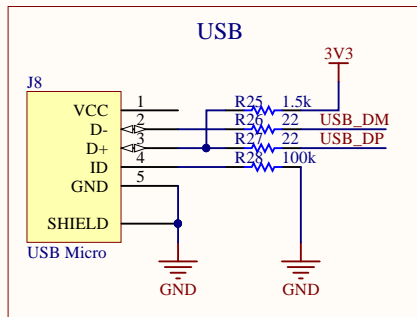 USB
3V3
J8
R25 1.5k
VCC 1
R26 22 USB_DM
D- 2
R27 22 USB_DP
D+ 3
R28 100k
ID 4
GND 5
SHIELD
USB Micro
GND GND